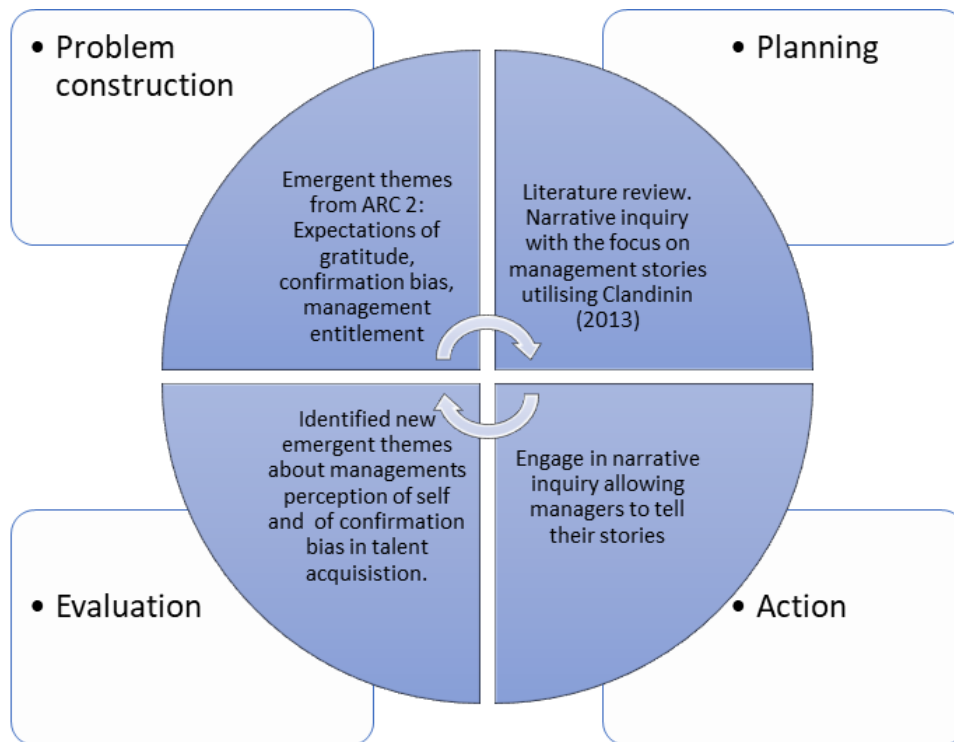 • Problem
construction
• Planning
Emergent themes
from ARC 2:
Expectations of
gratitude,
confirmation bias,
management
entitlement
Literature review.
Narrative inquiry
with the focus on
management stories
utilising Clandinin
(2013)
Identified new
emergent themes
about managements
perception of self
and of confirmation
bias in talent
acquisistion.
Engage in narrative
inquiry allowing
managers to tell
their stories
• Evaluation
• Action